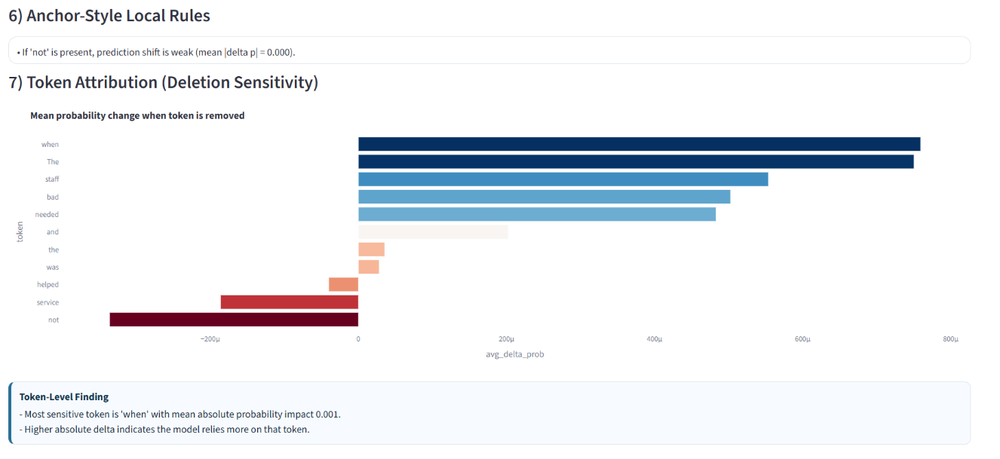 6) Anchor-Style Local Rules
• If 'not' is present, prediction shift is weak (mean |delta p| = 0.000).
7) Token Attribution (Deletion Sensitivity)
Mean probability change when token is removed
when
The
staff
bad
needed
and
the
was
helped
service
not
token
−200μ 0 200μ 400μ 600μ 800μ
avg_delta_prob
Token-Level Finding
- Most sensitive token is 'when' with mean absolute probability impact 0.001.
- Higher absolute delta indicates the model relies more on that token.